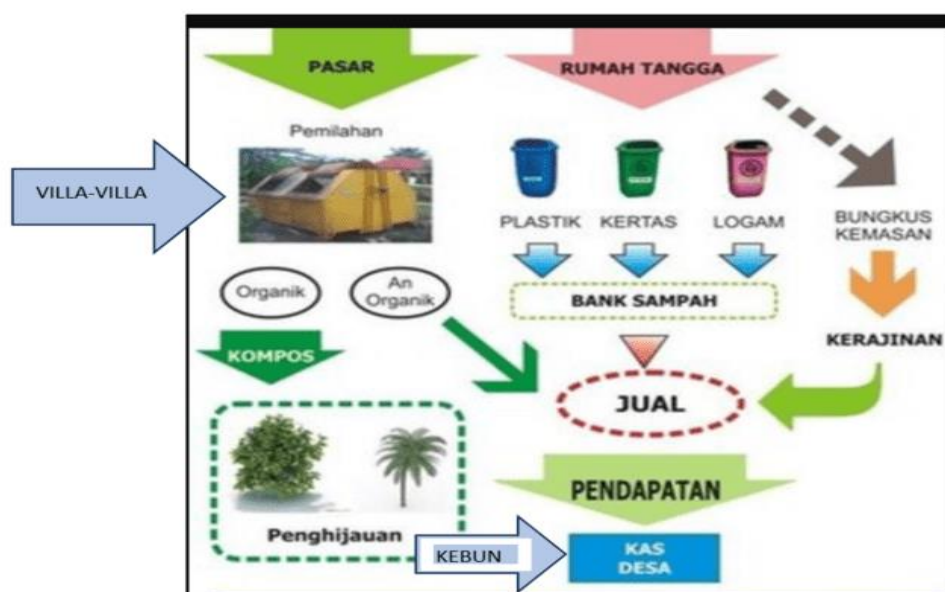 PASAR
RUMAH TANGGA
Pemilahan
VILLA-VILLA
PLASTIK
KERTAS
LOGAM
BUNGKUS
KEMASAN
Organik
An
Organik
BANK SAMPAH
KERAJINAN
KOMPOS
JUAL
PENDAPATAN
Penghijauan
KEBUN
KAS
DESA